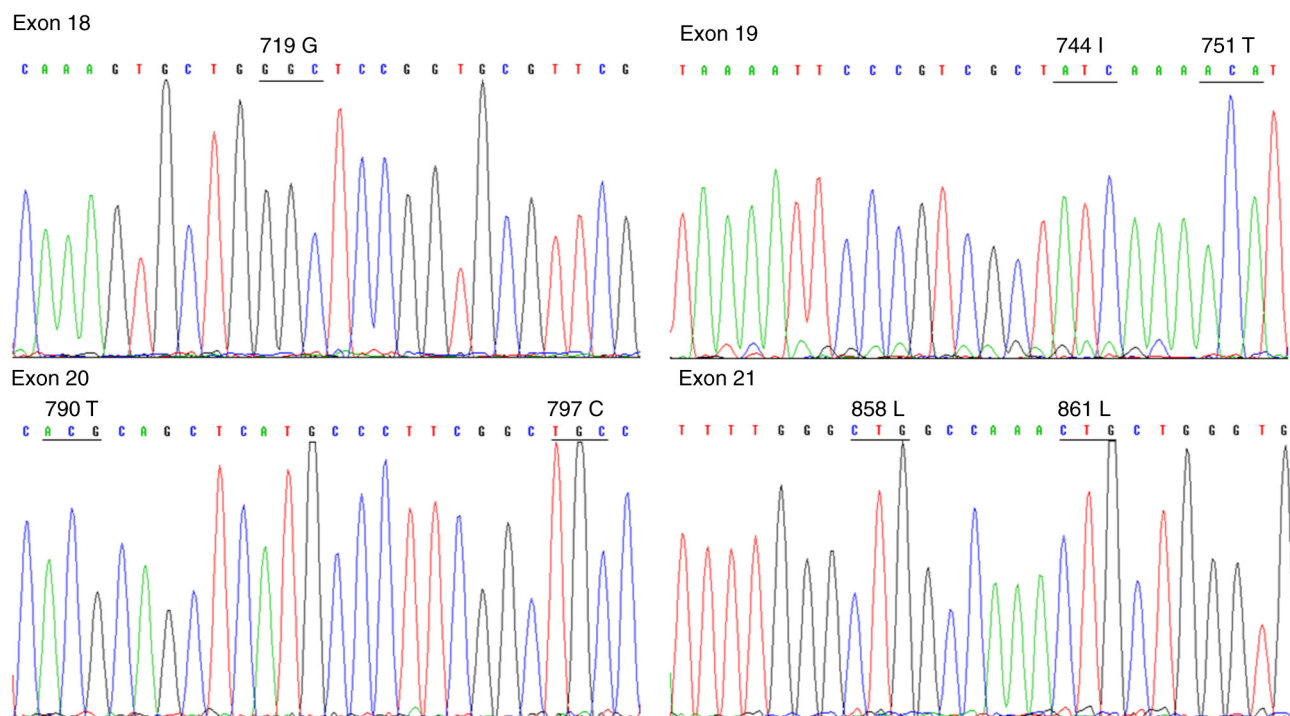 Exon 18
719 G
C A A A G T G C T G G G C T C C G G T G C G T T C G
Exon 19
744 I 751 T
T A A A A T T C C C G T C G C T A T C A A A A C A T
Exon 20
790 T 797 C
C A C G C A G C T C A T G C C C T T C G G C T G C C
Exon 21
858 L 861 L
T T T T G G G C T G G C C A A A C T G C T G G G T G